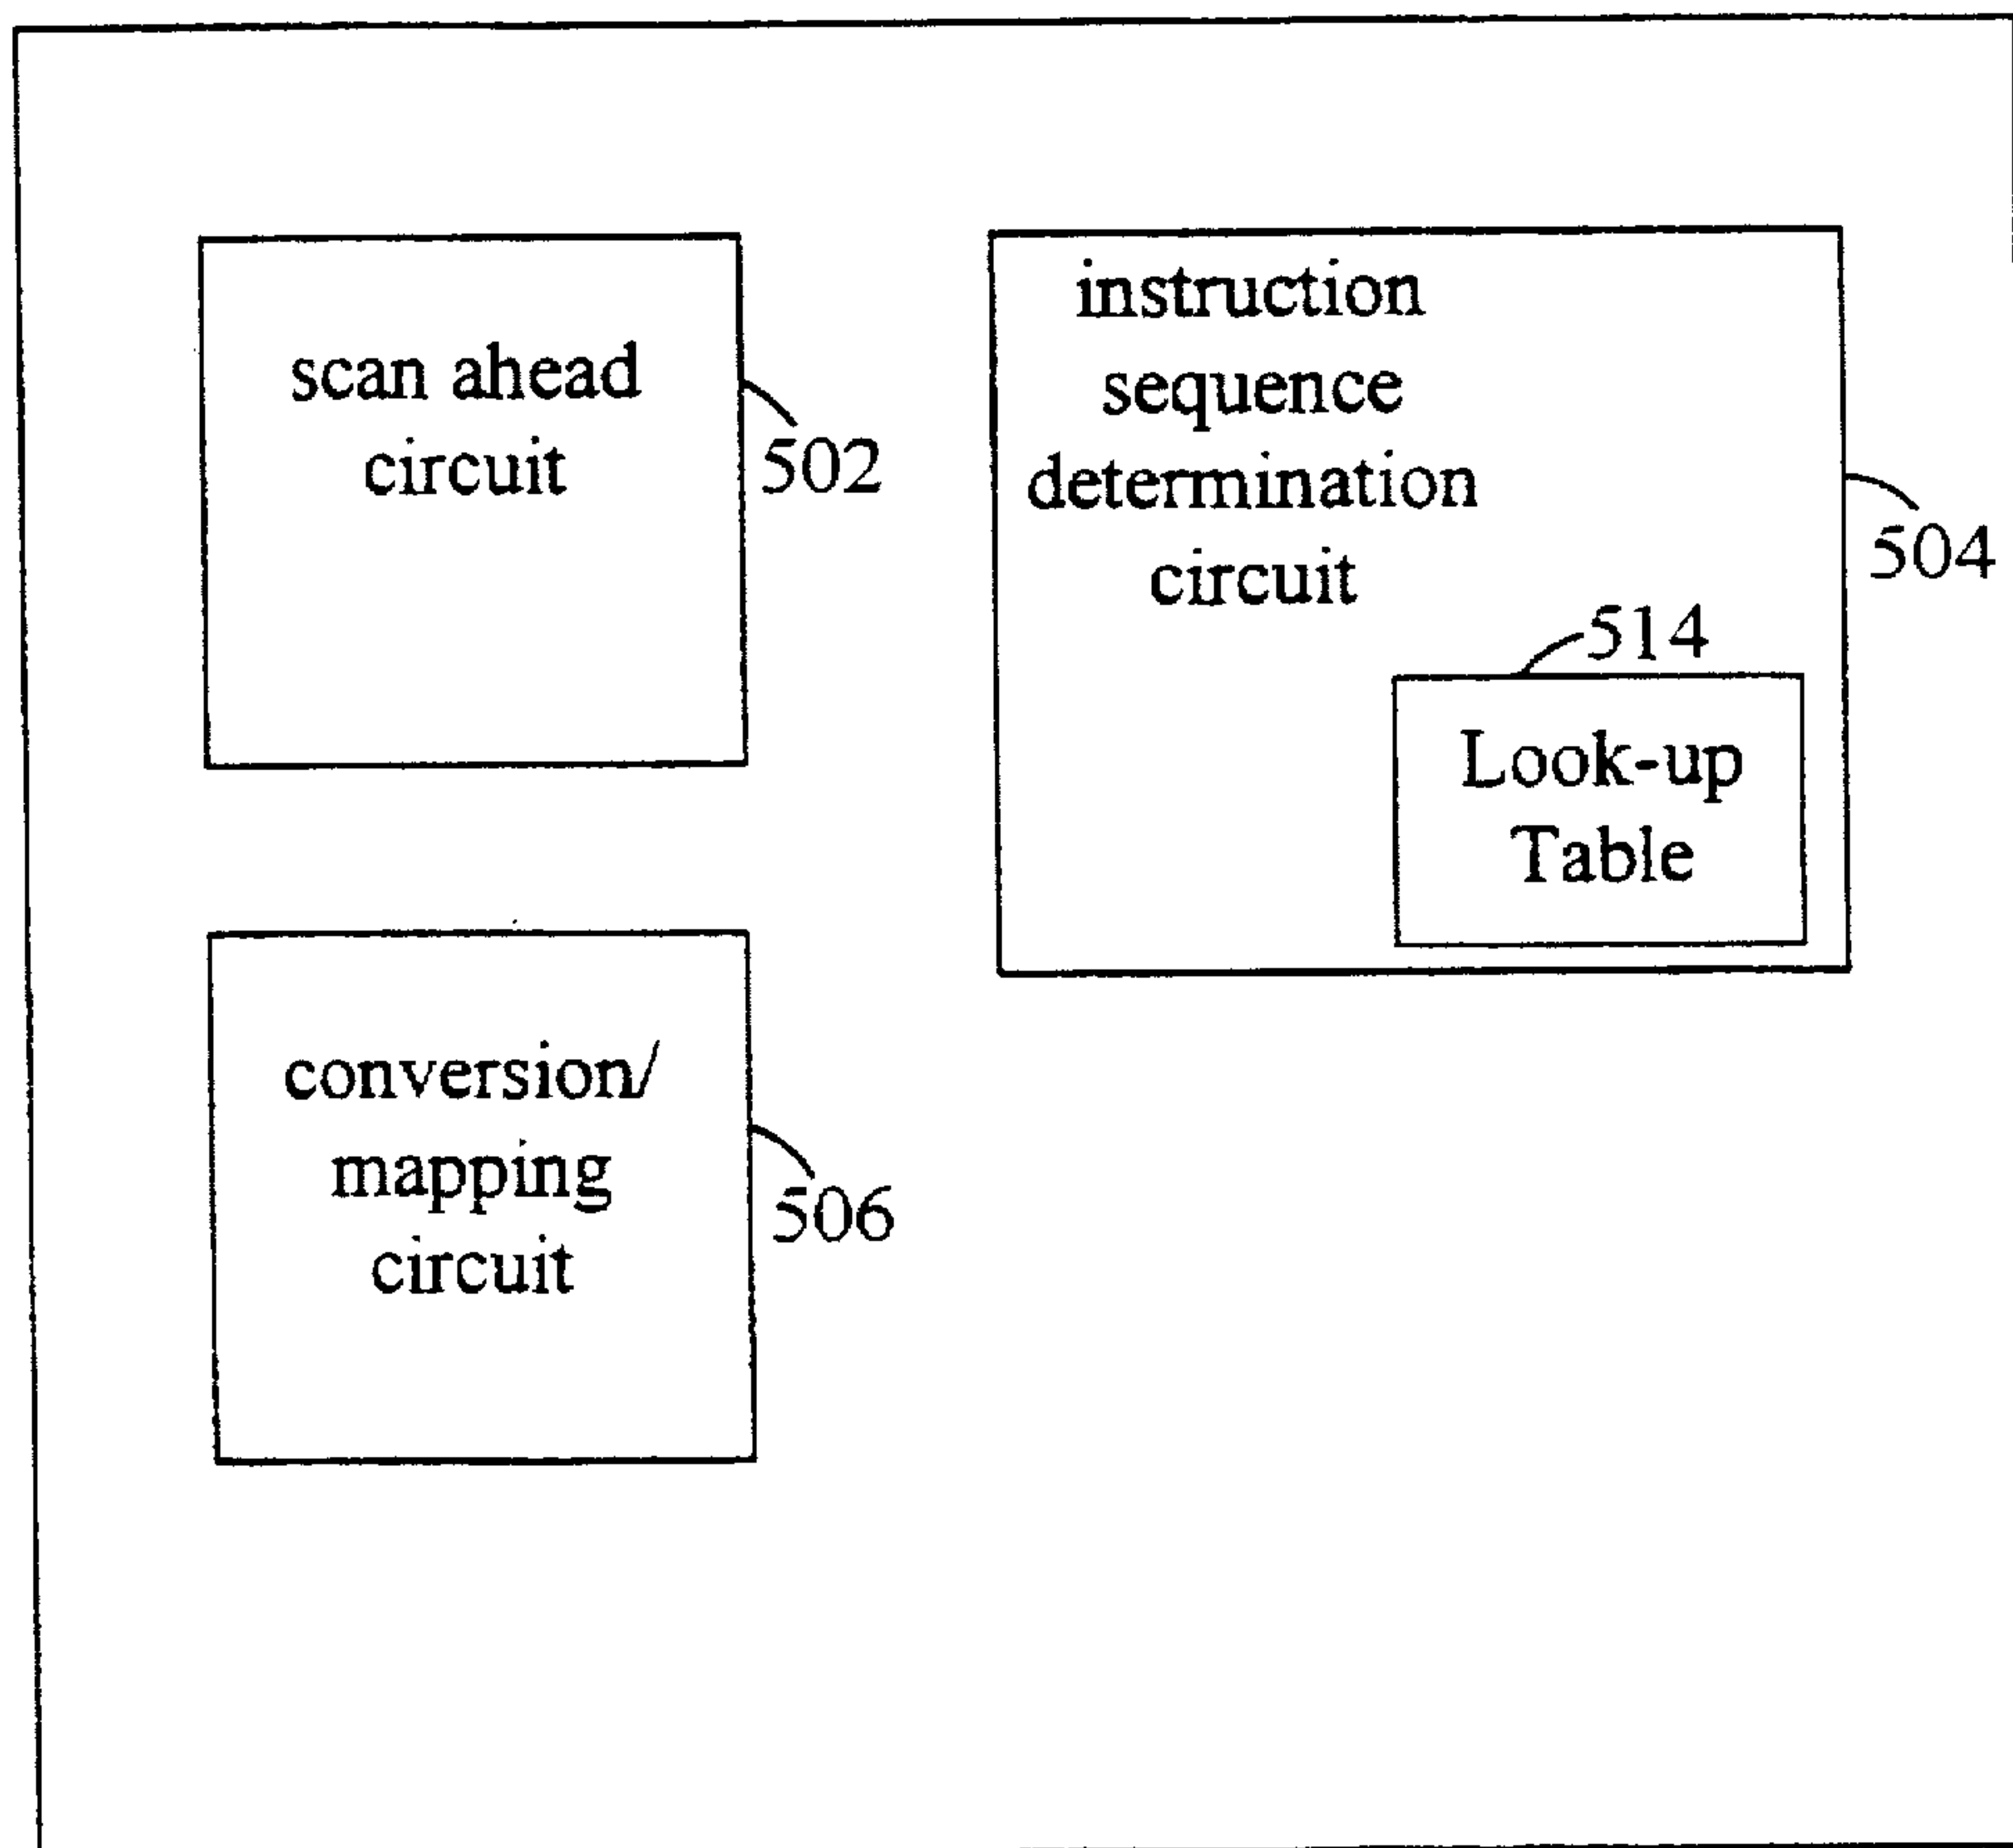 scan ahead
circuit
502
instruction
sequence
determination
circuit
504
514
Look-up
Table
conversion/
mapping
circuit
506